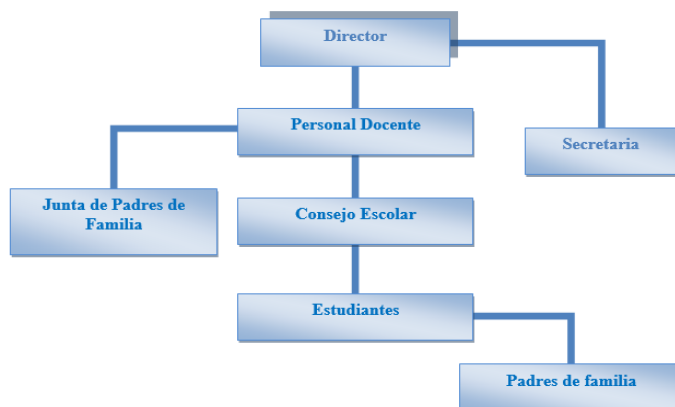 Director
Personal Docente
Secretaria
Junta de Padres de
Familia
Consejo Escolar
Estudiantes
Padres de familia